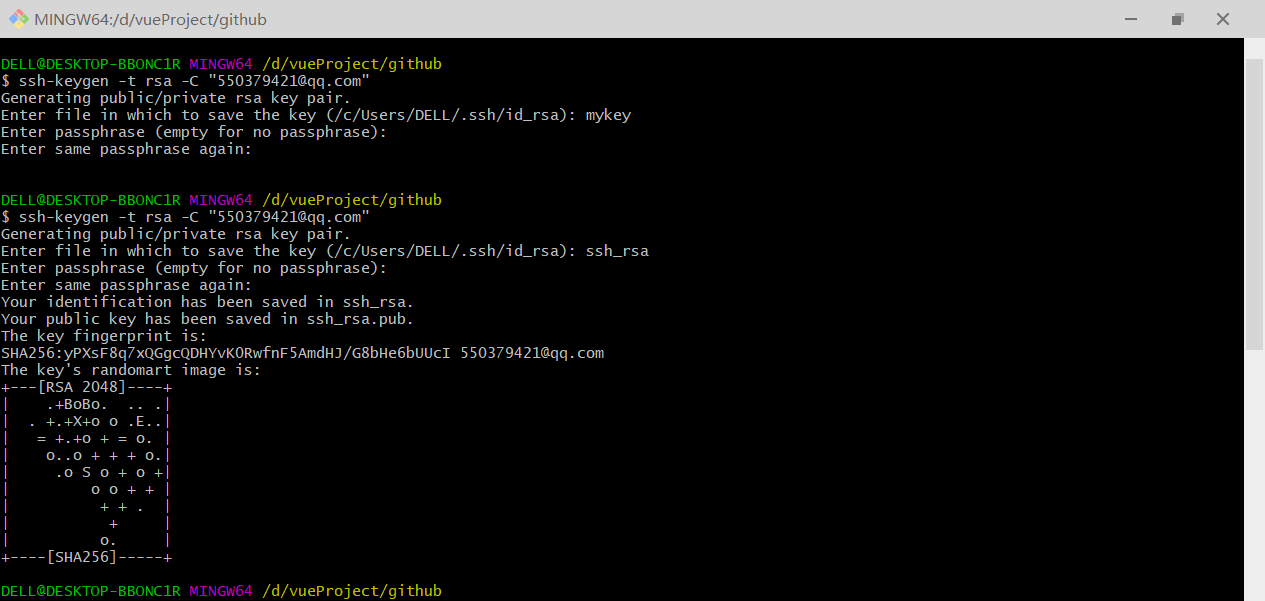 MINGW64:/d/vueProject/github
DELL@DESKTOP-BBONC1R MINGW64 /d/vueProject/github
$ ssh-keygen -t rsa -C "550379421@qq.com"
Generating public/private rsa key pair.
Enter file in which to save the key (/c/Users/DELL/.ssh/id_rsa): mykey
Enter passphrase (empty for no passphrase):
Enter same passphrase again:
DELL@DESKTOP-BBONC1R MINGW64 /d/vueProject/github
$ ssh-keygen -t rsa -C "550379421@qq.com"
Generating public/private rsa key pair.
Enter file in which to save the key (/c/Users/DELL/.ssh/id_rsa): ssh_rsa
Enter passphrase (empty for no passphrase):
Enter same passphrase again:
Your identification has been saved in ssh_rsa.
Your public key has been saved in ssh_rsa.pub.
The key fingerprint is:
SHA256:yPXsF8q7xQGgcQDHYvK0RwfnF5AmdHJ/G8bHe6bUUcI 550379421@qq.com
The key's randomart image is:
+---[RSA 2048]----+
|    .+BoBo.  .. .|
|  . +.+X+o o .E..|
|   = +.+o + = o. |
|    o..o + + + o.|
|     .o S o + o +|
|         o o + + |
|          + + .  |
|           +     |
|          o.     |
+----[SHA256]-----+
DELL@DESKTOP-BBONC1R MINGW64 /d/vueProject/github